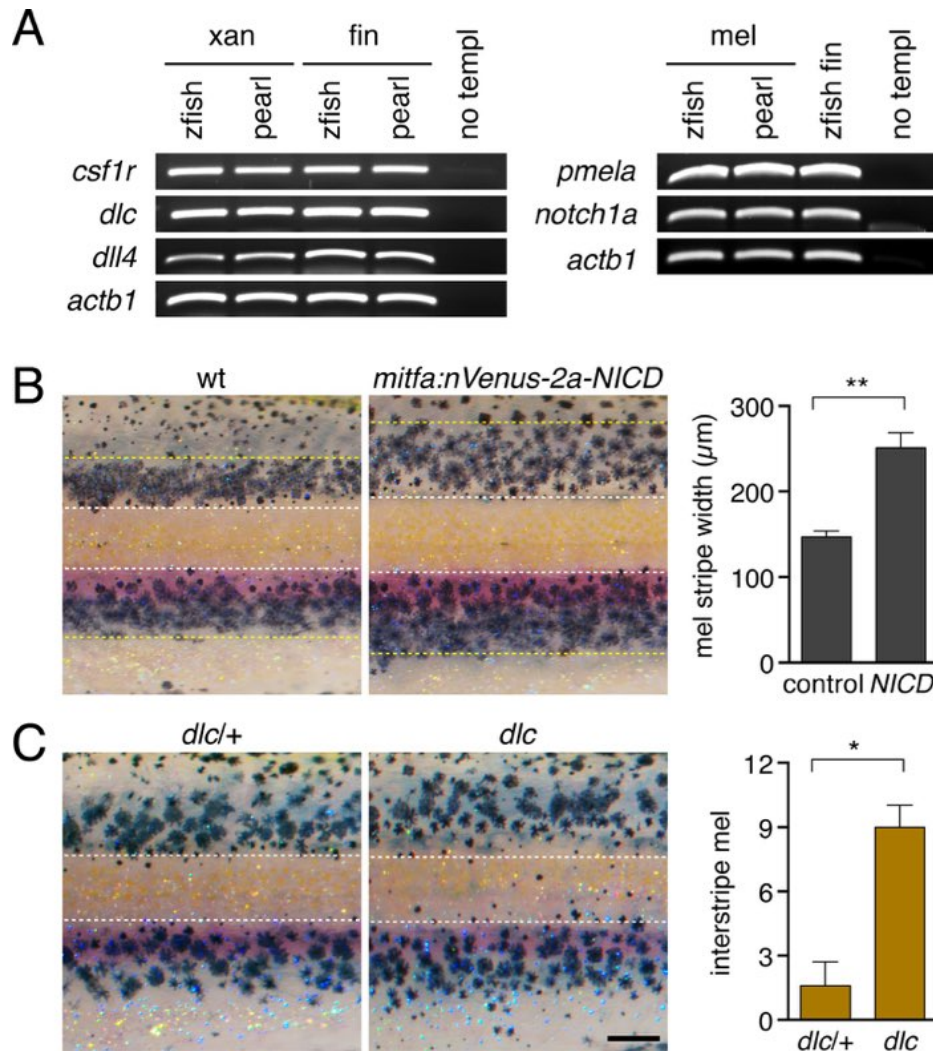 A
xan fin
zfish pearl zfish pearl no templ
csf1r
dlc
dll4
actb1
mel
zfish pearl zfish fin no templ
pmela
notch1a
actb1
B
wt mitfa:nVenus-2a-NICD
**
mel stripe width (µm)
300
200
100
0
control NICD
C
dlc/+ dlc
*
interstripe mel
12
9
6
3
0
dlc/+ dlc